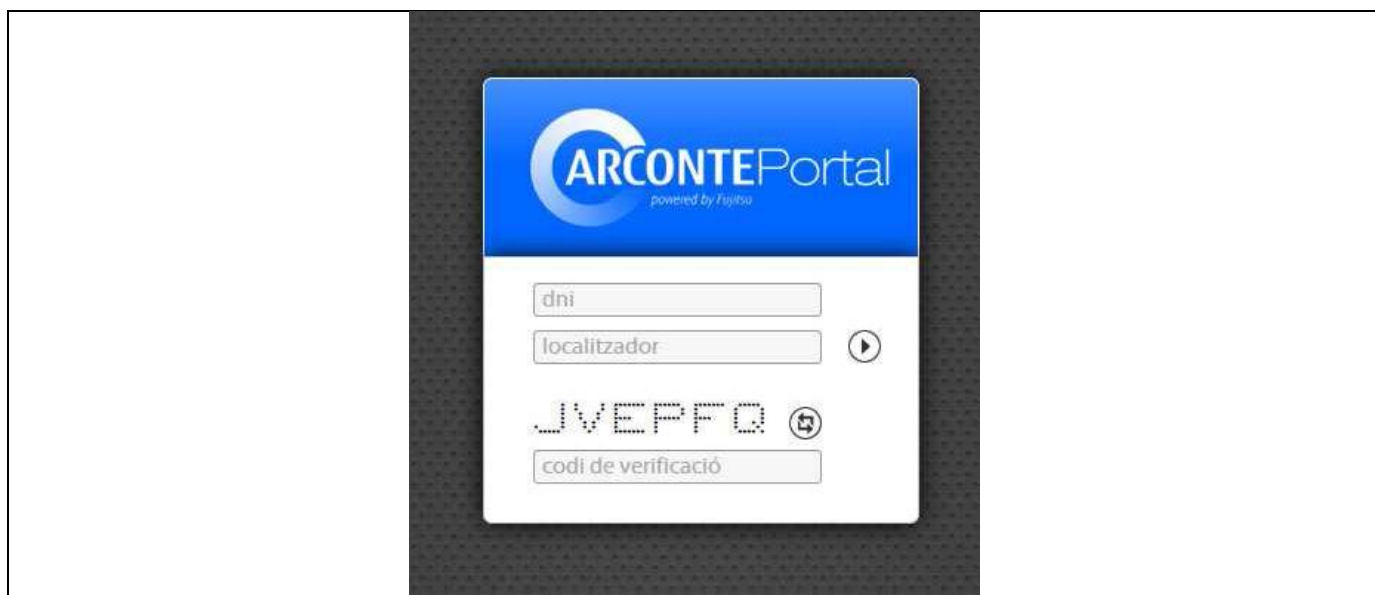 ARCONTEPortal
powered by Fujitsu
dni
localitzador
JVEPFQ
codi de verificació